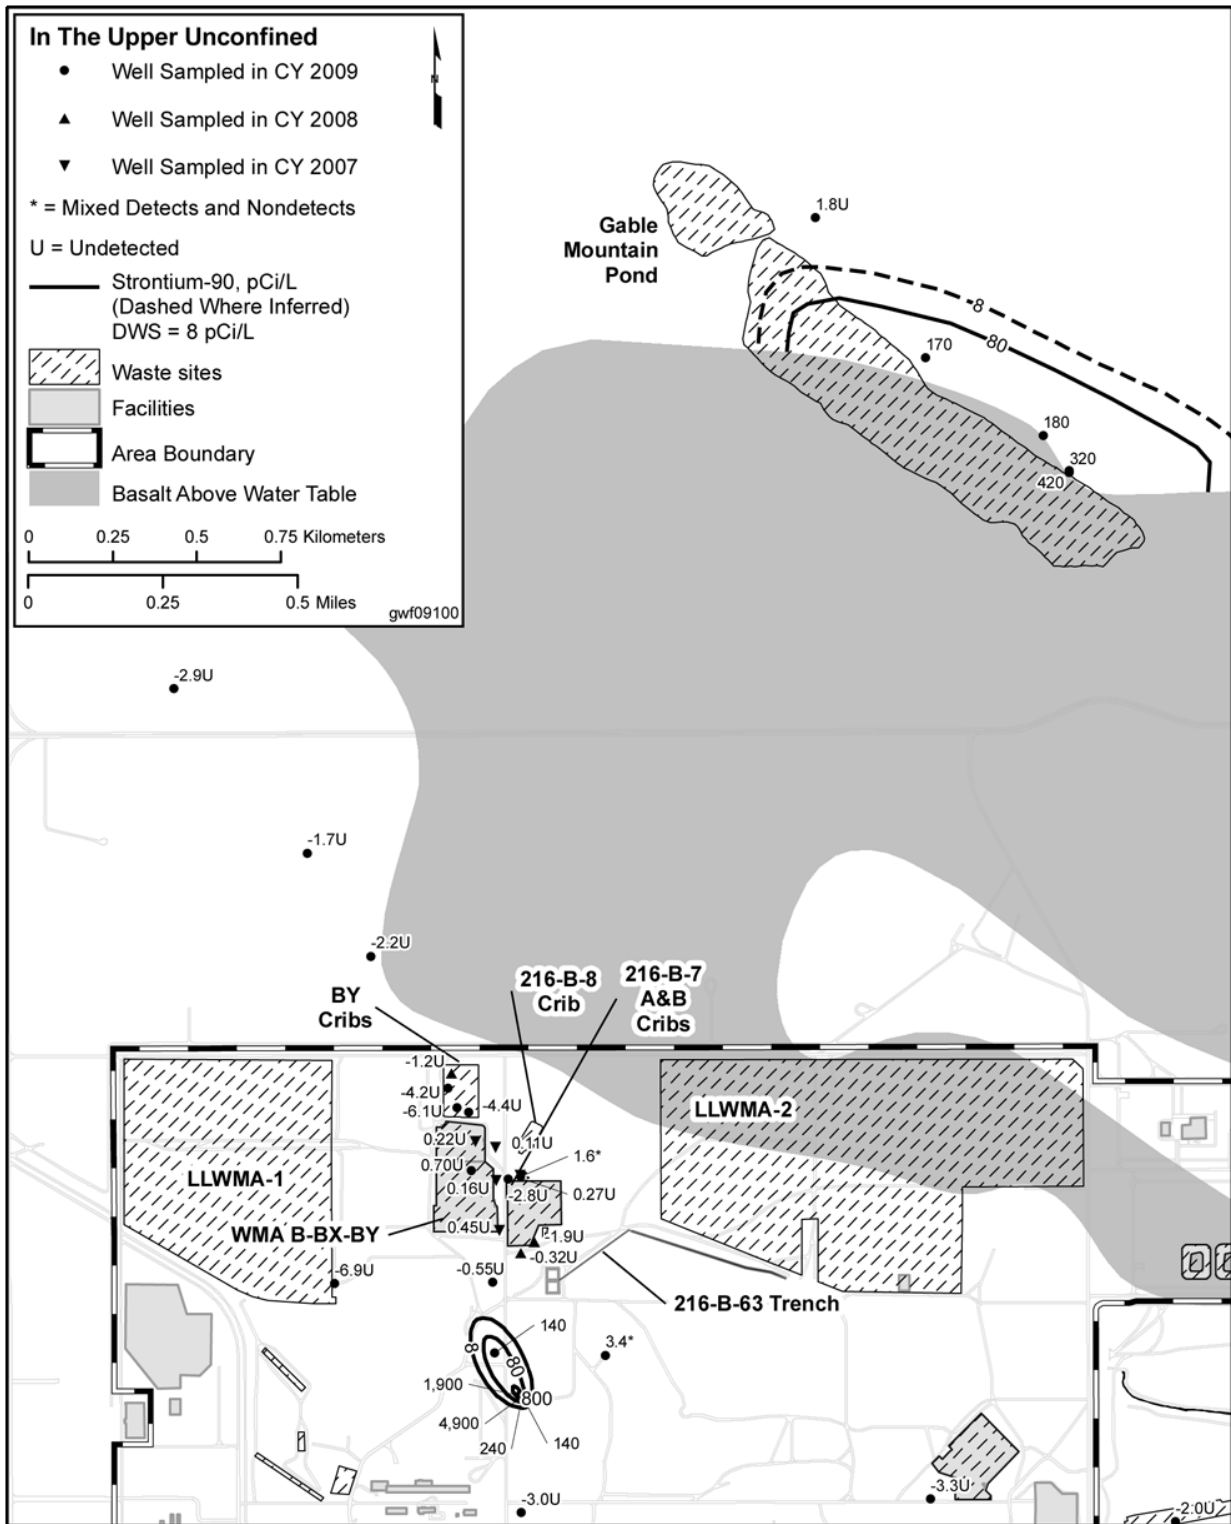 In The Upper Unconfined
Well Sampled in CY 2009
N
Well Sampled in CY 2008
Well Sampled in CY 2007
* = Mixed Detects and Nondetects
U = Undetected
Strontium-90, pCi/L
(Dashed Where Inferred)
DWS = 8 pCi/L
Waste sites
Facilities
Area Boundary
Basalt Above Water Table
0 0.25 0.5 0.75 Kilometers
0 0.25 0.5 Miles
gwf09100
1.8U
Gable
Mountain
Pond
8
80
170
180
320
420
-2.9U
-1.7U
-2.2U
BY
Cribs
216-B-8
Crib
216-B-7
A&B
Cribs
-1.2U
-4.2U
-6.1U
-4.4U
LLWMA-2
0.22U
0.11U
1.6*
0.70U
LLWMA-1
0.16U
-2.8U
0.27U
WMA B-BX-BY
0.45U
-1.9U
-0.32U
-6.9U
-0.55U
216-B-63 Trench
8
140
80
3.4*
1,900
800
4,900
240
140
-3.3U
-3.0U
-2.0U